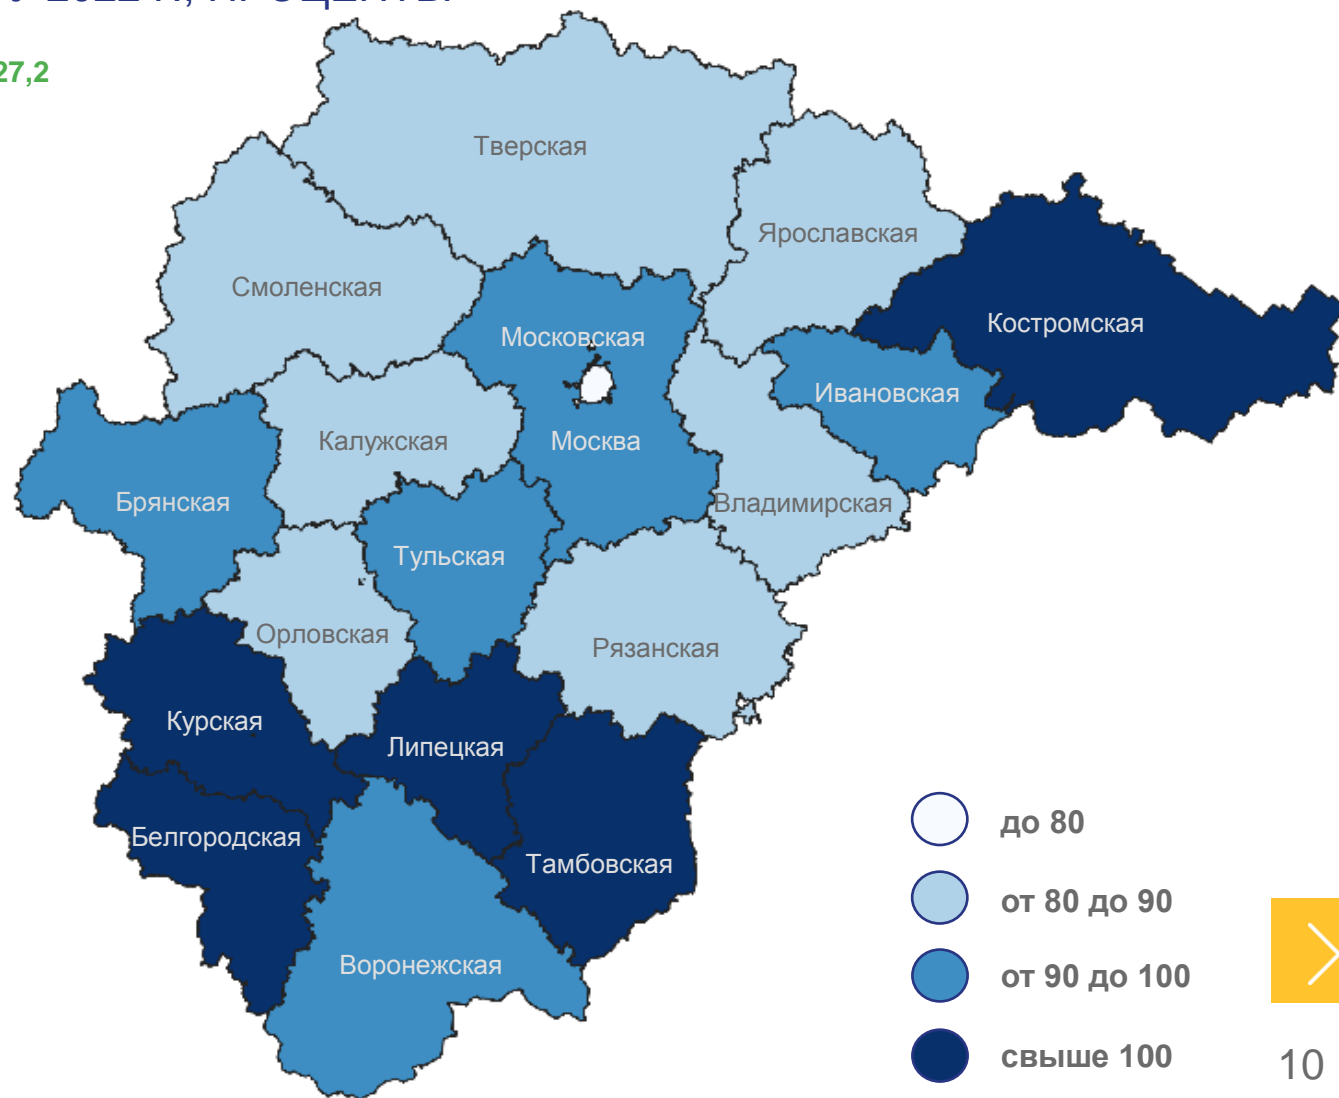 27,2
Тверская
Ярославская
Смоленская
Костромская
Московская
Ивановская
Калужская
Москва
Брянская
Владимирская
Тульская
Орловская
Рязанская
Курская
Липецкая
Белгородская
Тамбовская
Воронежская
до 80
от 80 до 90
от 90 до 100
свыше 100
10